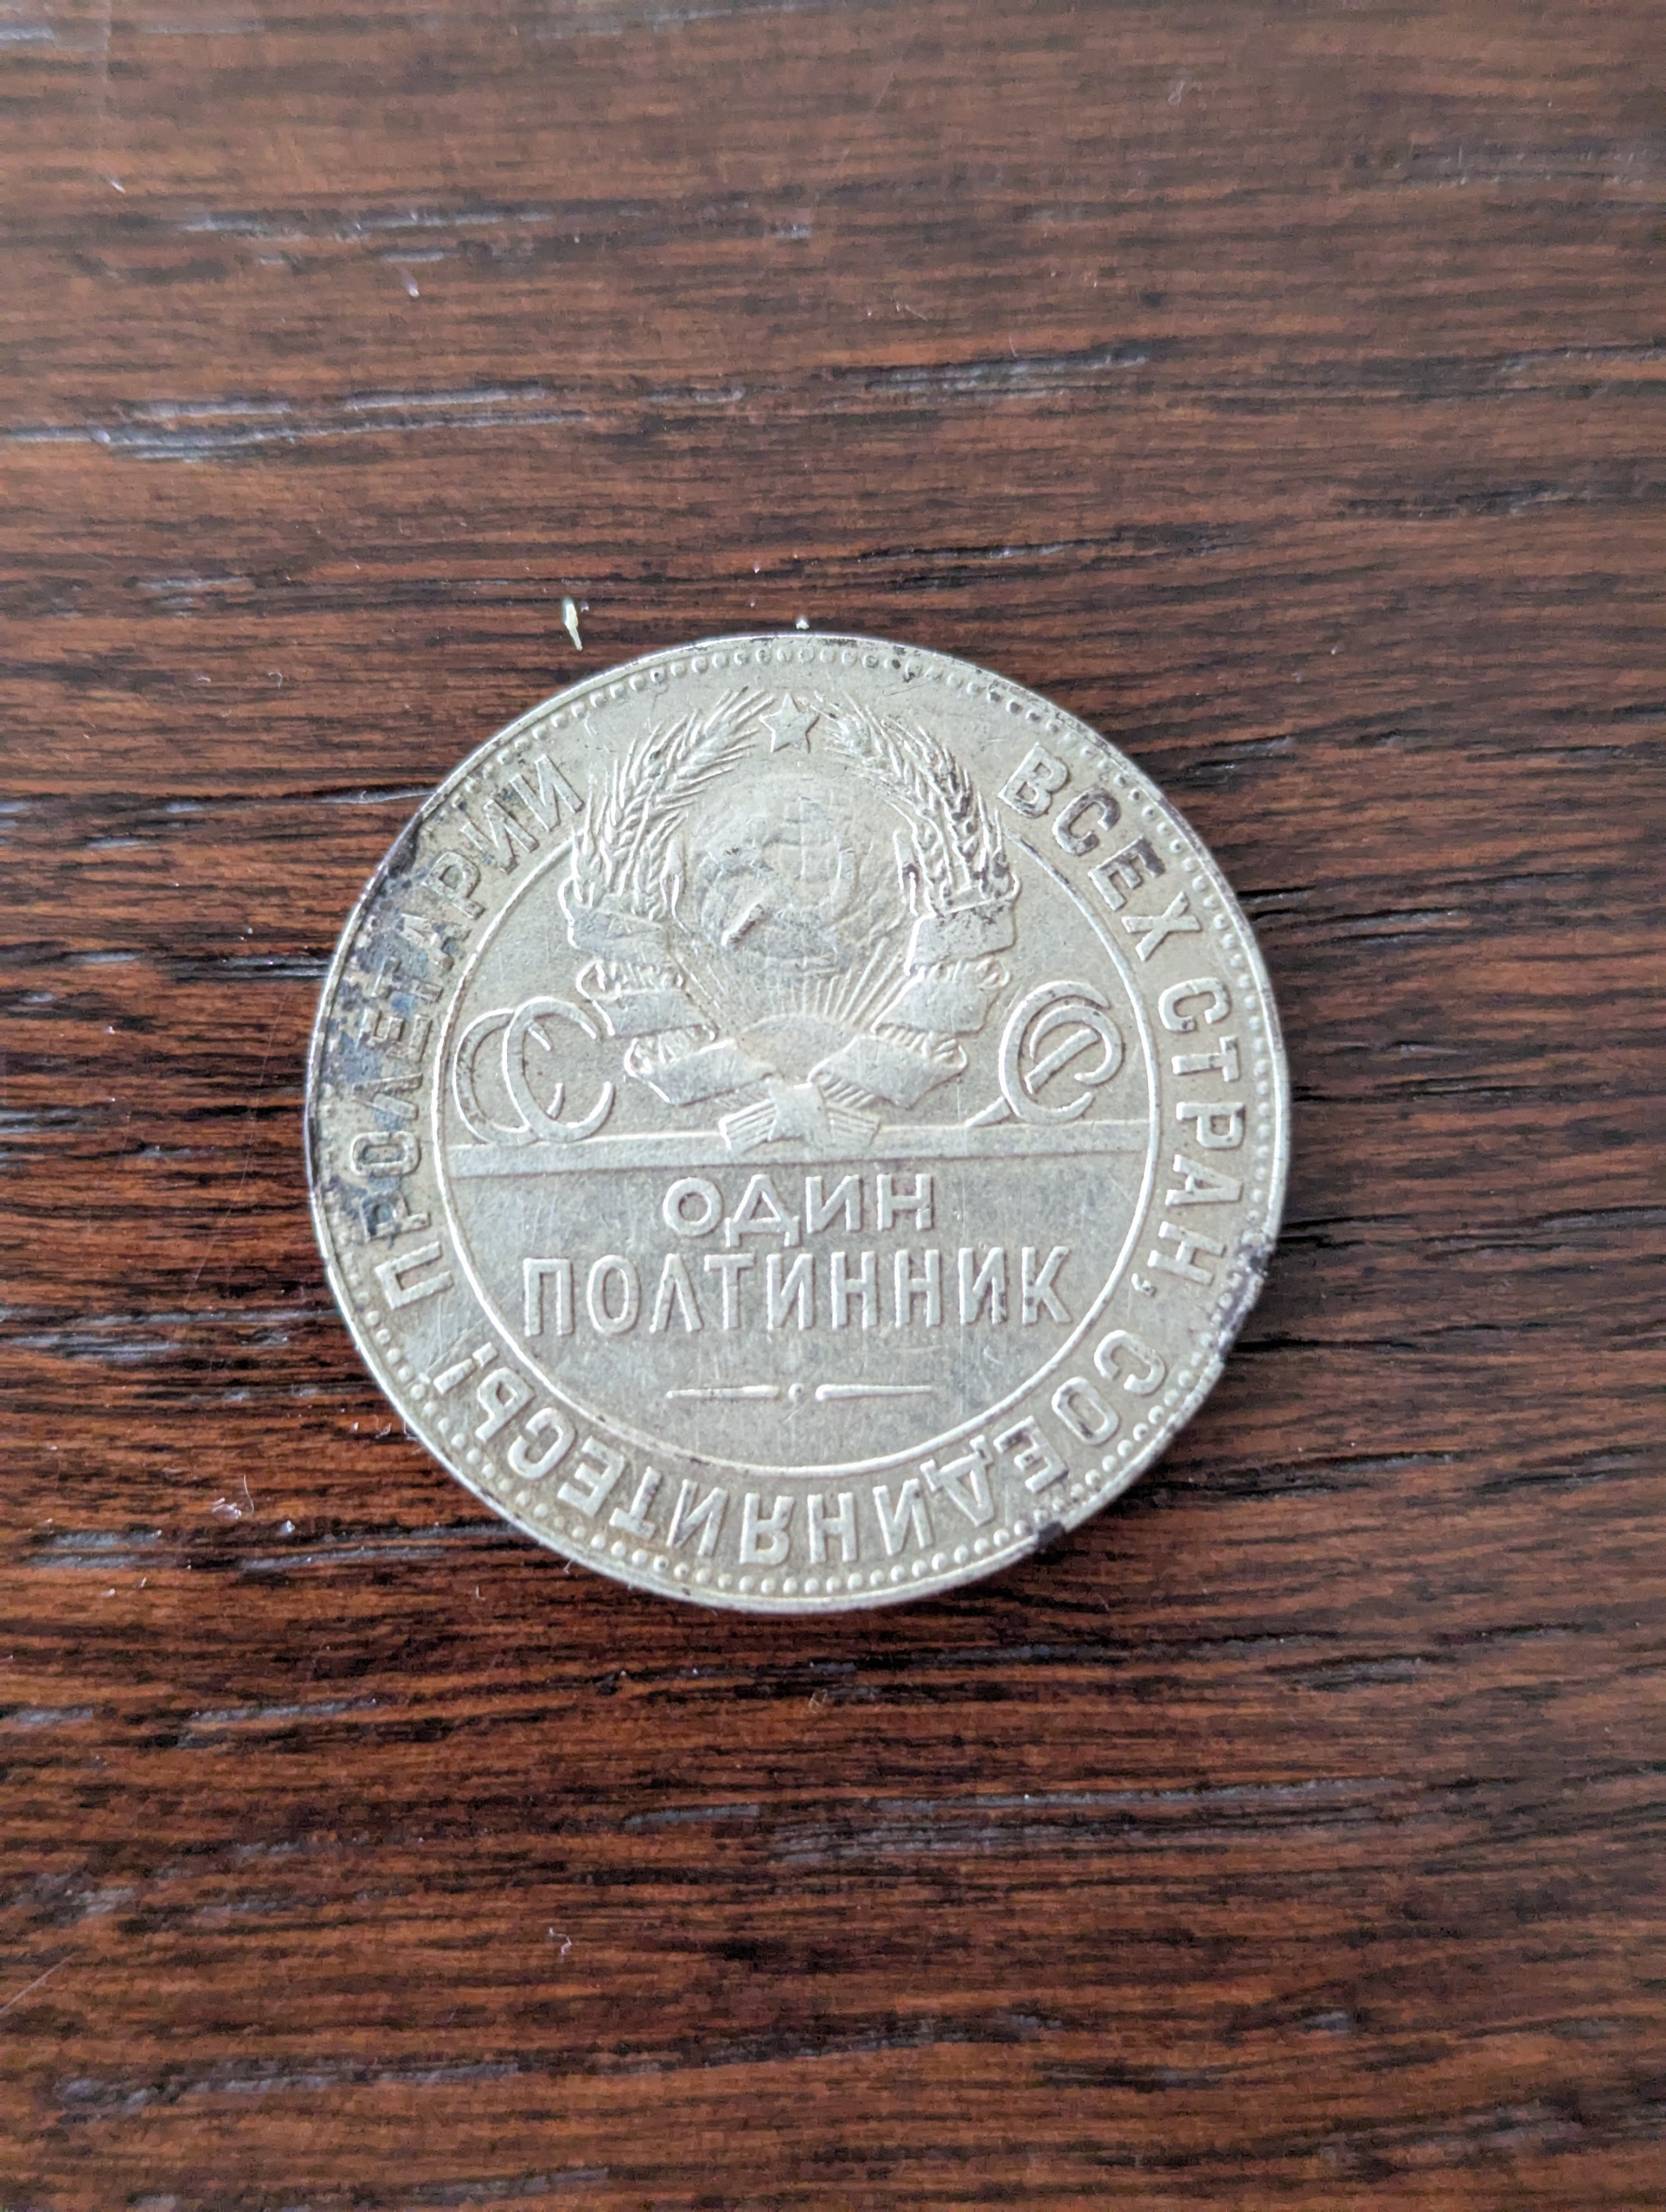 ПРОЛЕТАРИИ ВСЕХ СТРАН, СОЕДИНЯЙТЕСЬ!
СССР
ОДИН
ПОЛТИННИК